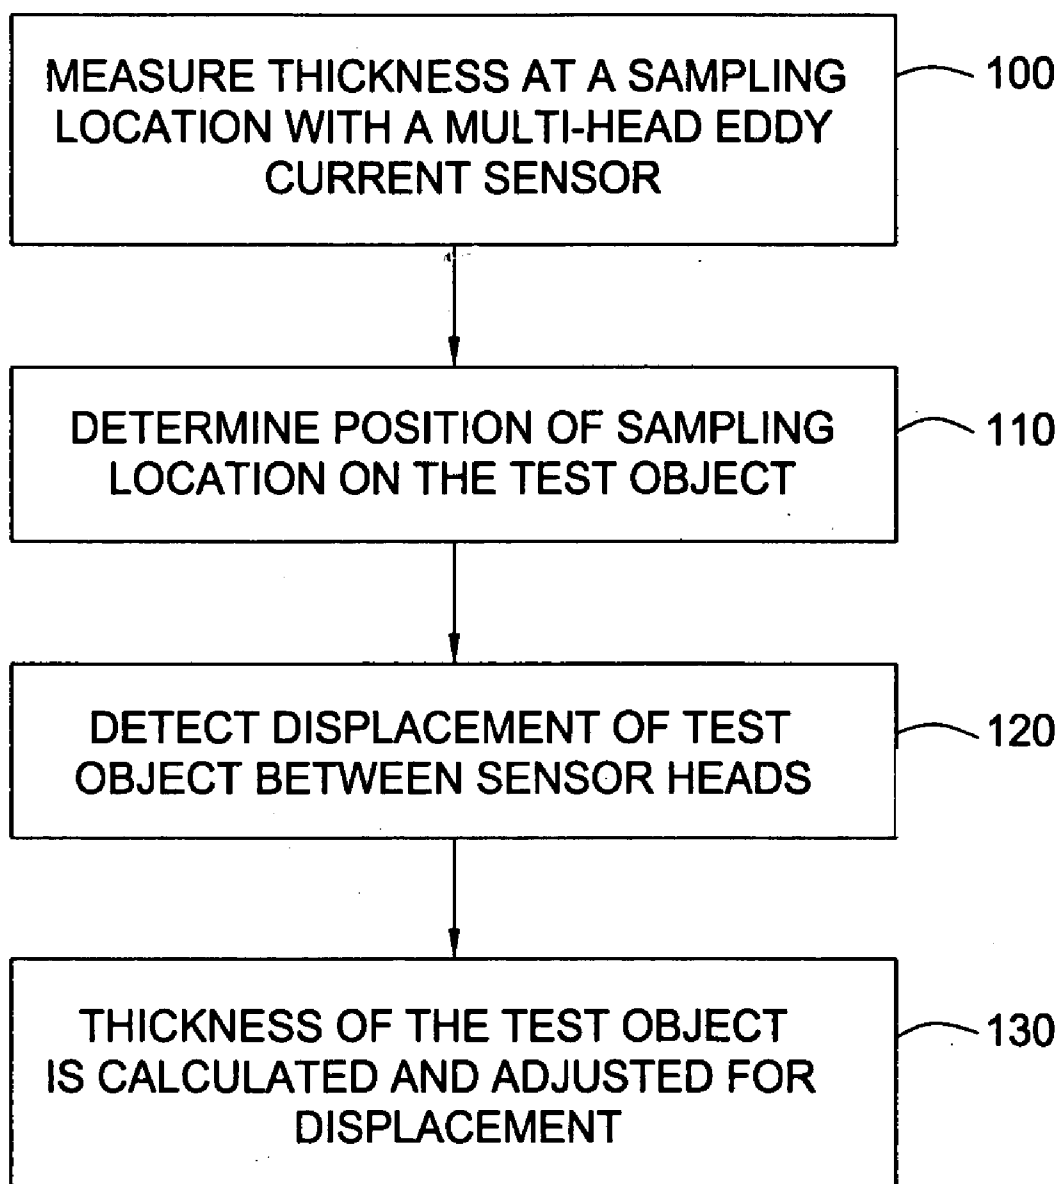 MEASURE THICKNESS AT A SAMPLING
LOCATION WITH A MULTI-HEAD EDDY
CURRENT SENSOR
100
DETERMINE POSITION OF SAMPLING
LOCATION ON THE TEST OBJECT
110
DETECT DISPLACEMENT OF TEST
OBJECT BETWEEN SENSOR HEADS
120
THICKNESS OF THE TEST OBJECT
IS CALCULATED AND ADJUSTED FOR
DISPLACEMENT
130